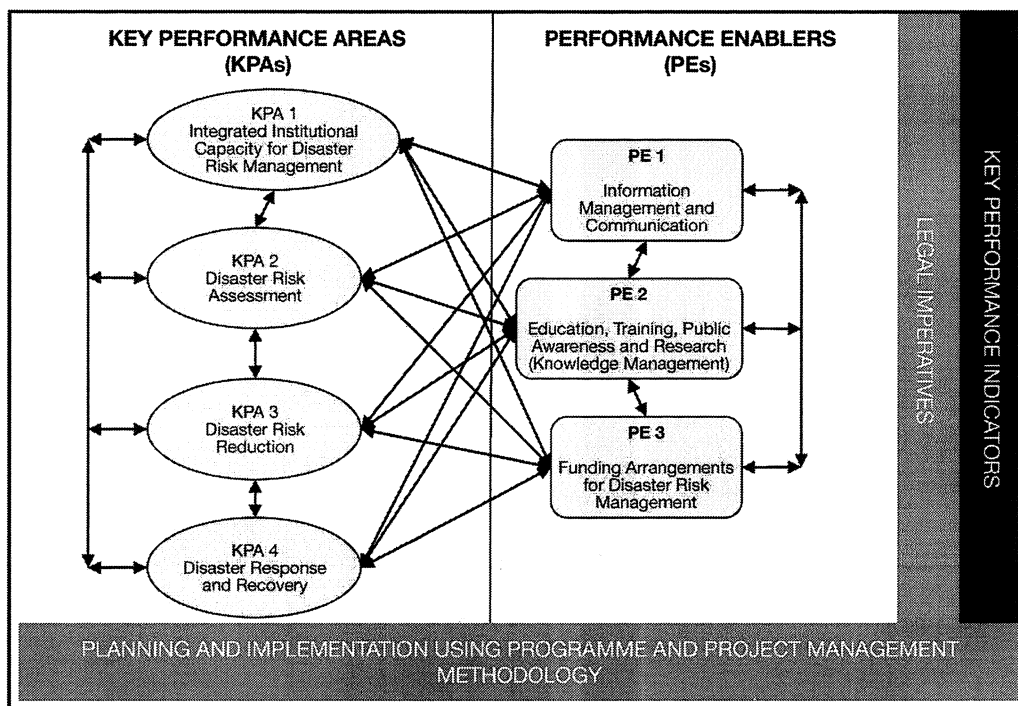 KEY PERFORMANCE AREAS
(KPAs)
KPA 1
Integrated Institutional
Capacity for Disaster
Risk Management
KPA 2
Disaster Risk
Assessment
KPA 3
Disaster Risk
Reduction
KPA 4
Disaster Response
and Recovery
PERFORMANCE ENABLERS
(PEs)
PE 1
Information
Management and
Communication
PE 2
Education, Training, Public
Awareness and Research
(Knowledge Management)
PE 3
Funding Arrangements
for Disaster Risk
Management
LEGAL IMPERATIVES
KEY PERFORMANCE INDICATORS
PLANNING AND IMPLEMENTATION USING PROGRAMME AND PROJECT MANAGEMENT
METHODOLOGY